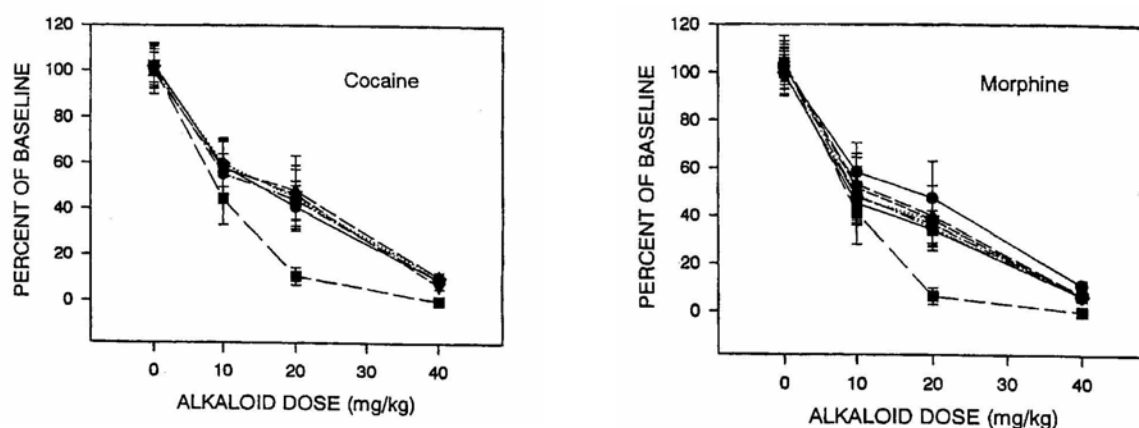 120
100
80
60
40
20
0
PERCENT OF BASELINE
Cocaine
0 10 20 30 40
ALKALOID DOSE (mg/kg)
120
100
80
60
40
20
0
PERCENT OF BASELINE
Morphine
0 10 20 30 40
ALKALOID DOSE (mg/kg)